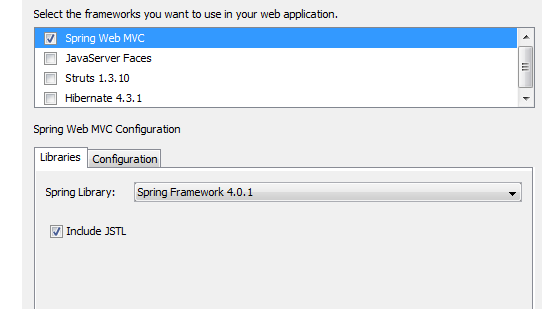 Select the frameworks you want to use in your web application.
Spring Web MVC
JavaServer Faces
Struts 1.3.10
Hibernate 4.3.1
Spring Web MVC Configuration
Libraries Configuration
Spring Library: Spring Framework 4.0.1
Include JSTL